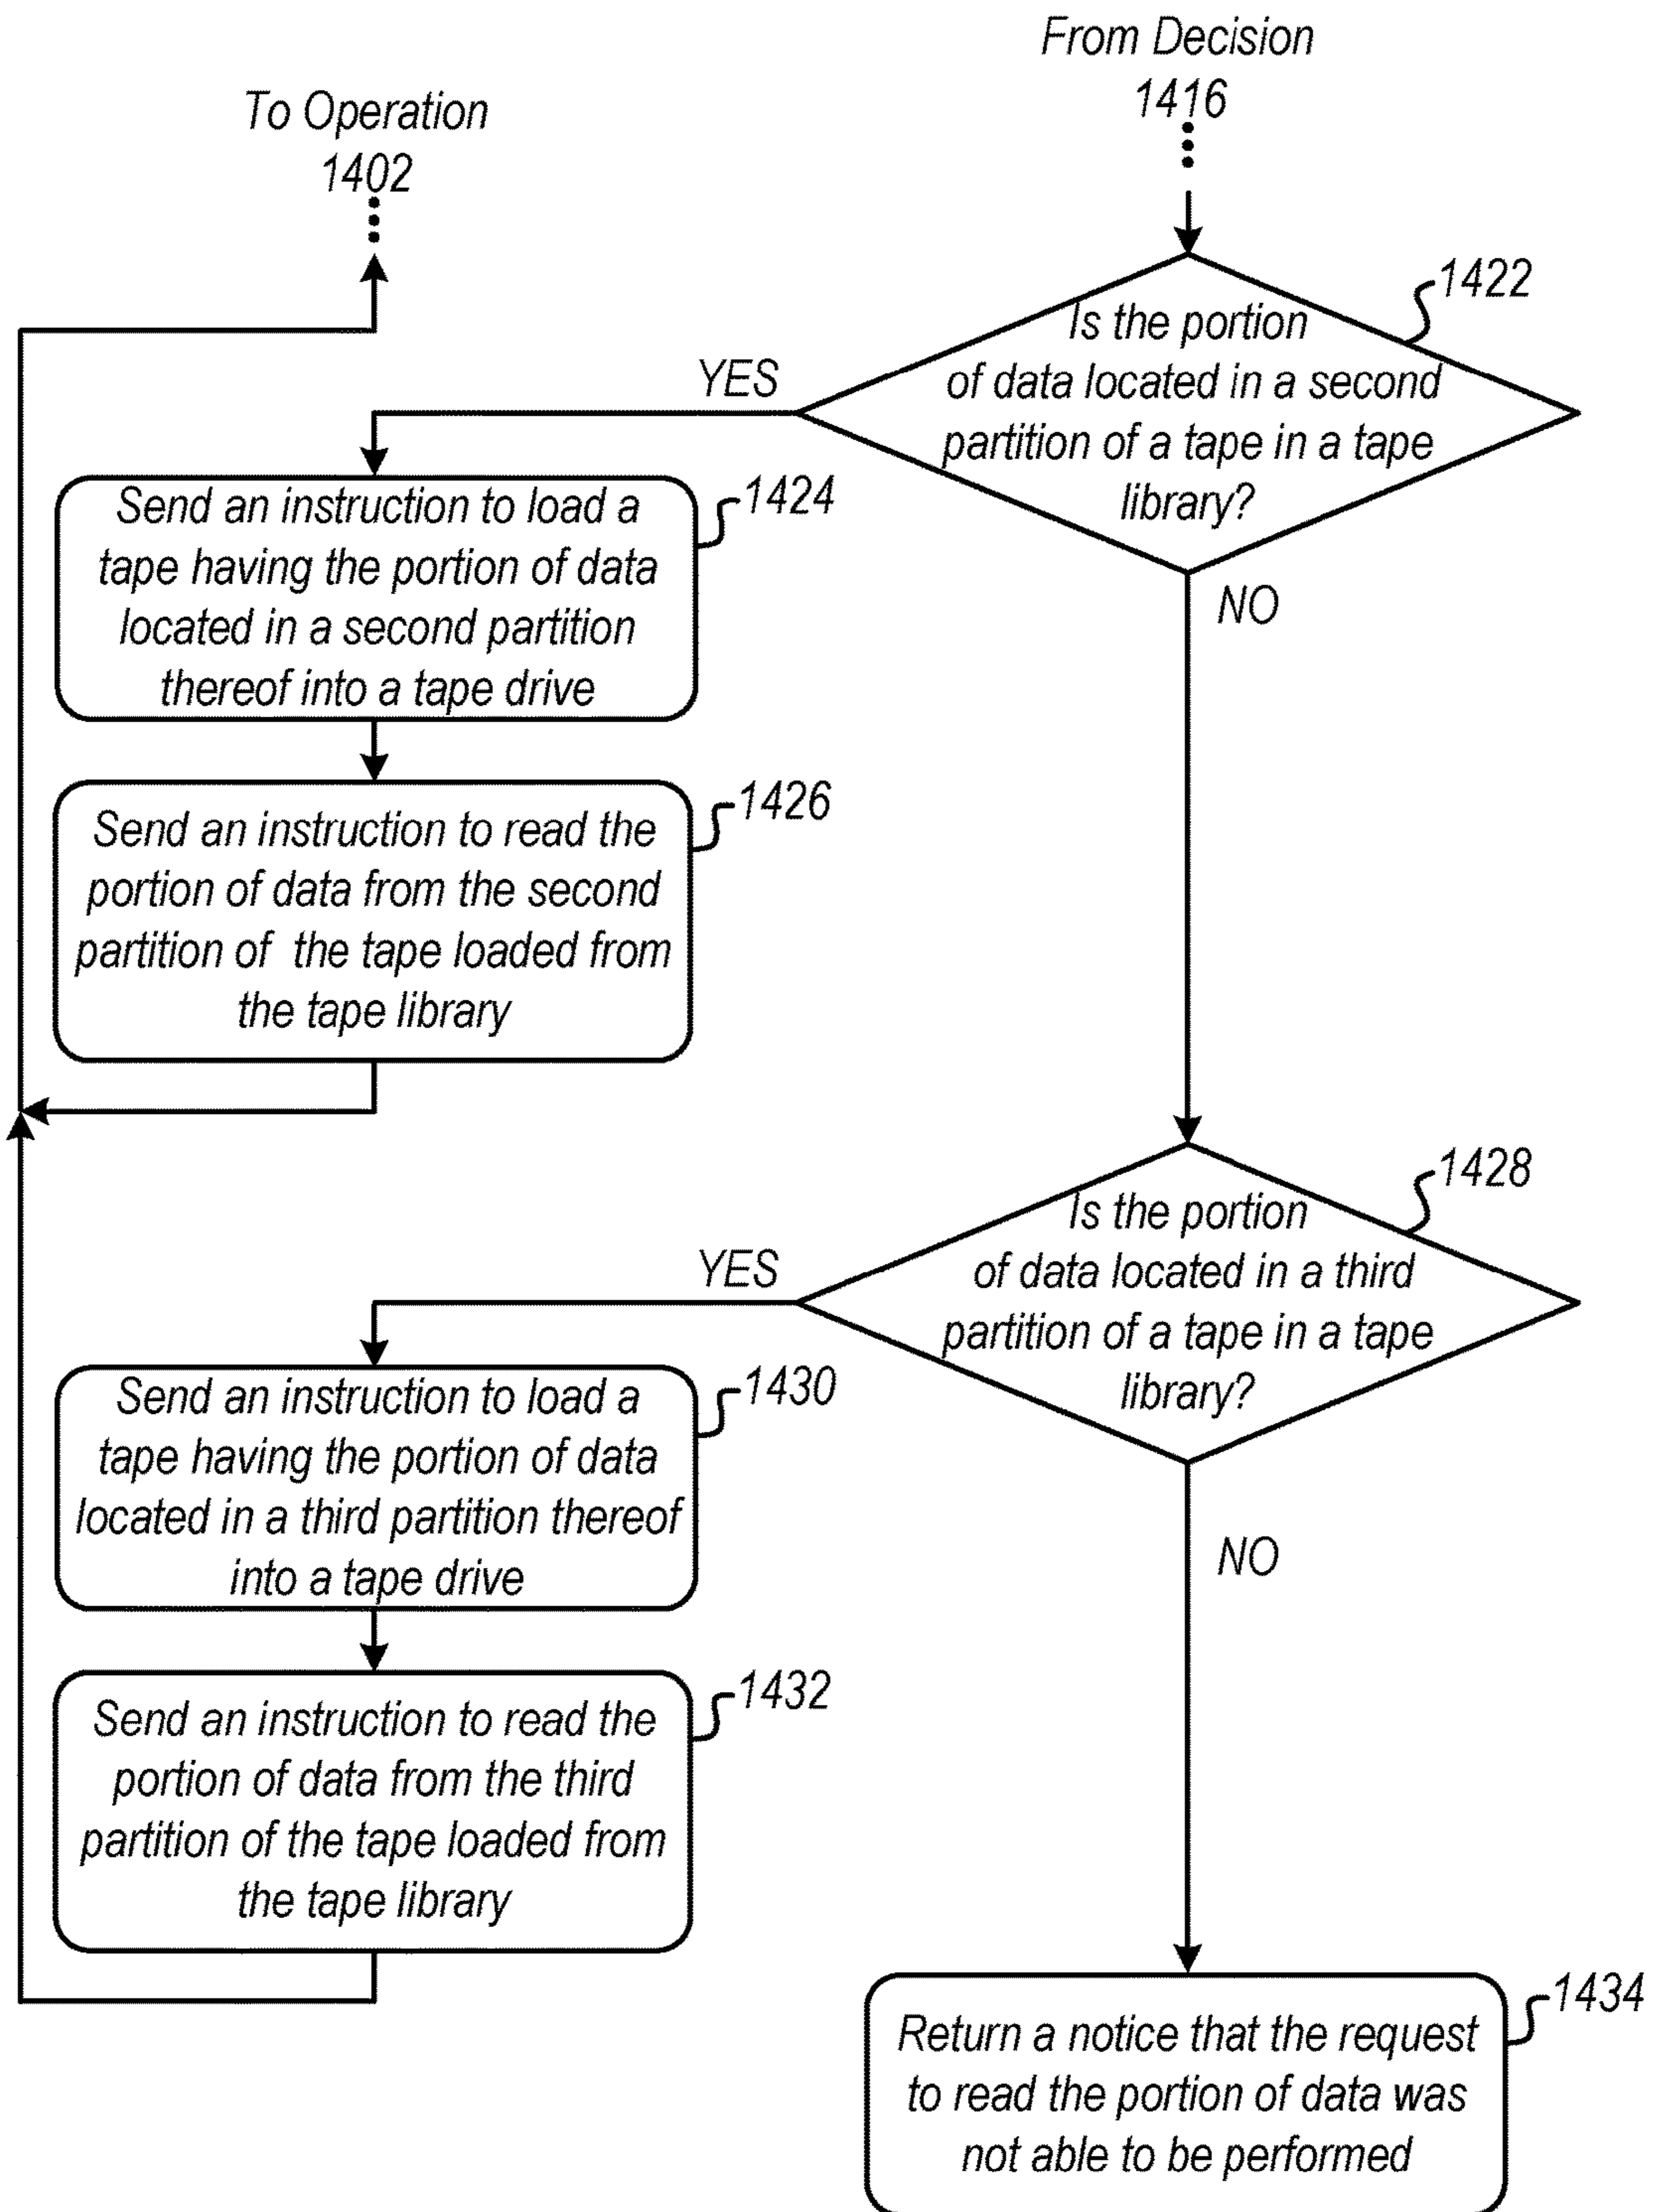 From Decision
1416
To Operation
1402
1422
Is the portion
of data located in a second
partition of a tape in a tape
library?
YES
NO
1424
Send an instruction to load a
tape having the portion of data
located in a second partition
thereof into a tape drive
1426
Send an instruction to read the
portion of data from the second
partition of the tape loaded from
the tape library
1428
Is the portion
of data located in a third
partition of a tape in a tape
library?
YES
NO
1430
Send an instruction to load a
tape having the portion of data
located in a third partition thereof
into a tape drive
1432
Send an instruction to read the
portion of data from the third
partition of the tape loaded from
the tape library
1434
Return a notice that the request
to read the portion of data was
not able to be performed